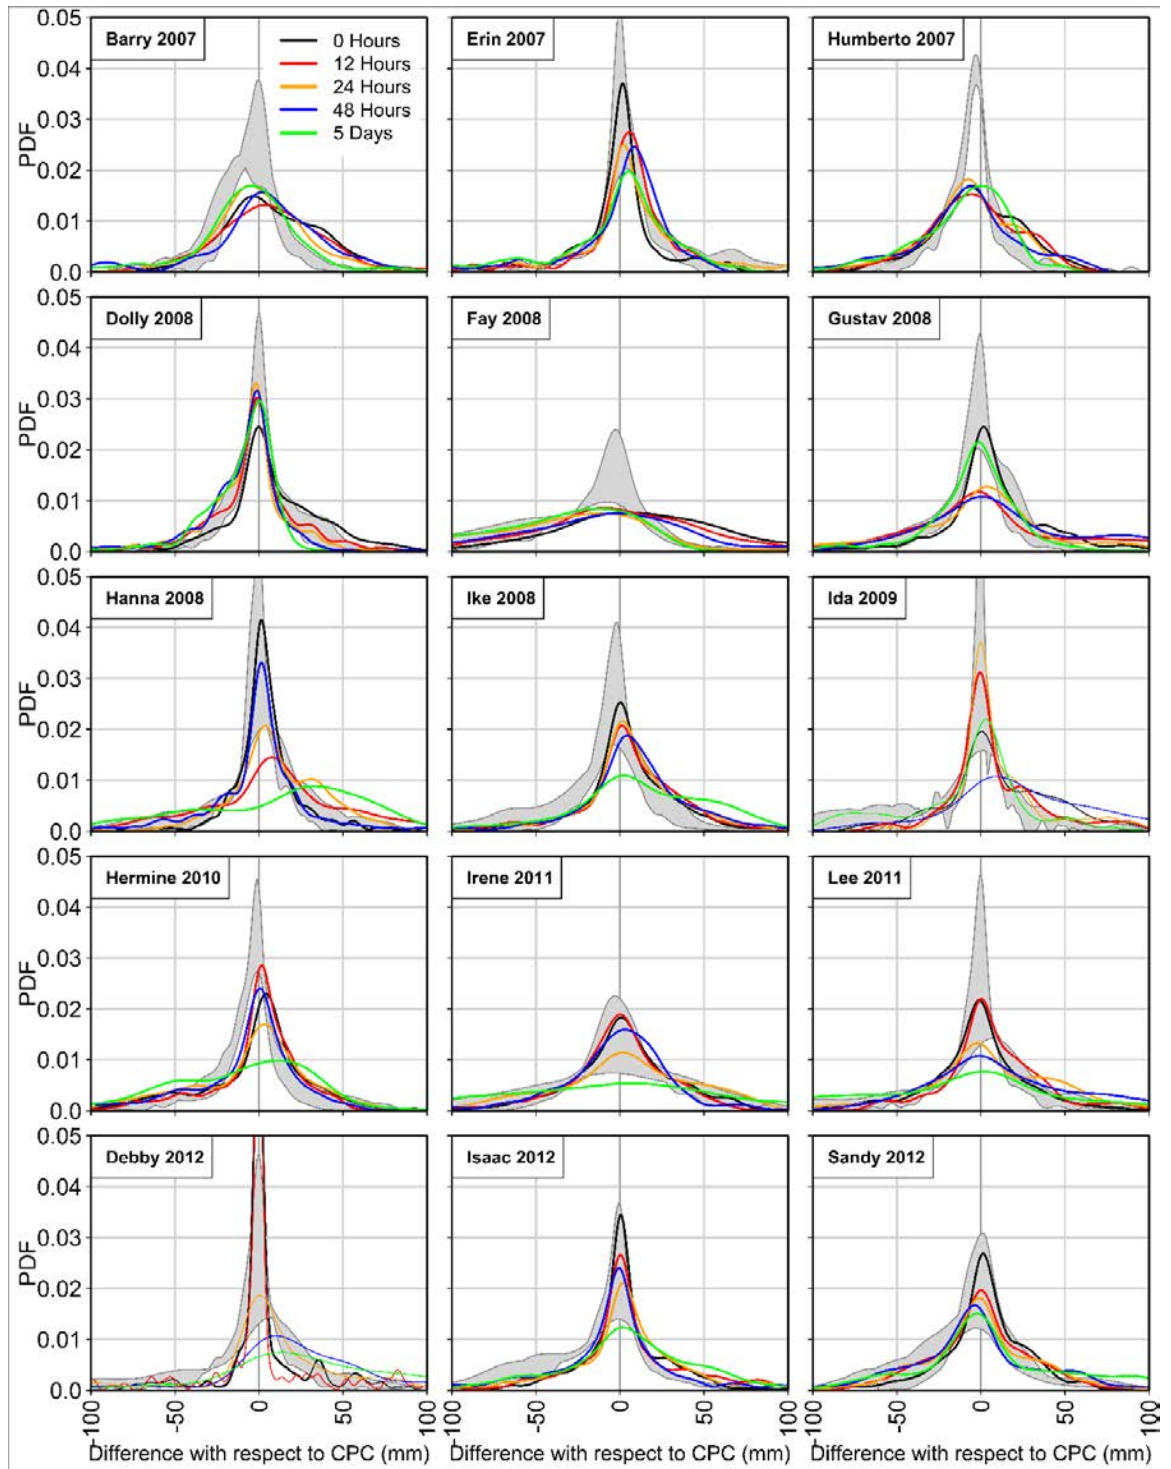 0.05
0.04
0.03
0.02
0.01
0.0
PDF
Barry 2007
0 Hours
12 Hours
24 Hours
48 Hours
5 Days
Erin 2007
Humberto 2007
0.05
0.04
0.03
0.02
0.01
0.0
PDF
Dolly 2008
Fay 2008
Gustav 2008
0.05
0.04
0.03
0.02
0.01
0.0
PDF
Hanna 2008
Ike 2008
Ida 2009
0.05
0.04
0.03
0.02
0.01
0.0
PDF
Hermine 2010
Irene 2011
Lee 2011
0.05
0.04
0.03
0.02
0.01
0.0
PDF
Debby 2012
Isaac 2012
Sandy 2012
-100 -50 0 50 100
-100 -50 0 50 100
-100 -50 0 50 100
Difference with respect to CPC (mm)
Difference with respect to CPC (mm)
Difference with respect to CPC (mm)